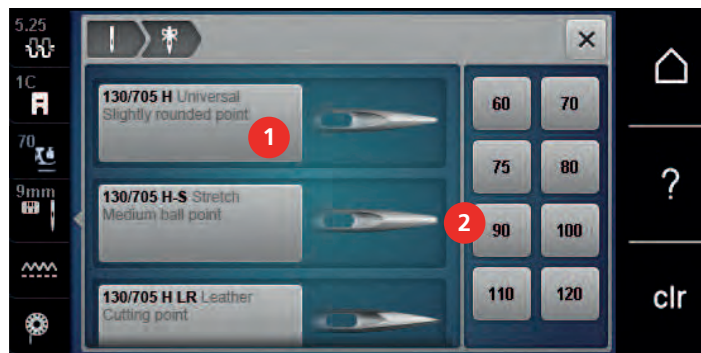 5.25
1C
70
9mm
130/705 H Universal
Slightly rounded point
1
130/705 H-S Stretch
Medium ball point
2
130/705 H LR Leather
Cutting point
60 70
75 80
90 100
110 120
?
clr